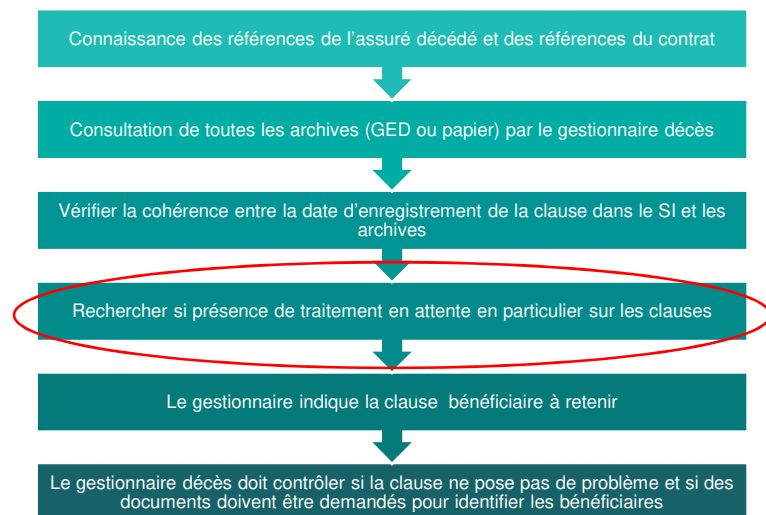 Connaissance des références de l'assuré décédé et des références du contrat
Consultation de toutes les archives (GED ou papier) par le gestionnaire décès
Vérifier la cohérence entre la date d'enregistrement de la clause dans le SI et les
archives
Rechercher si présence de traitement en attente en particulier sur les clauses
Le gestionnaire indique la clause bénéficiaire à retenir
Le gestionnaire décès doit contrôler si la clause ne pose pas de problème et si des
documents doivent être demandés pour identifier les bénéficiaires